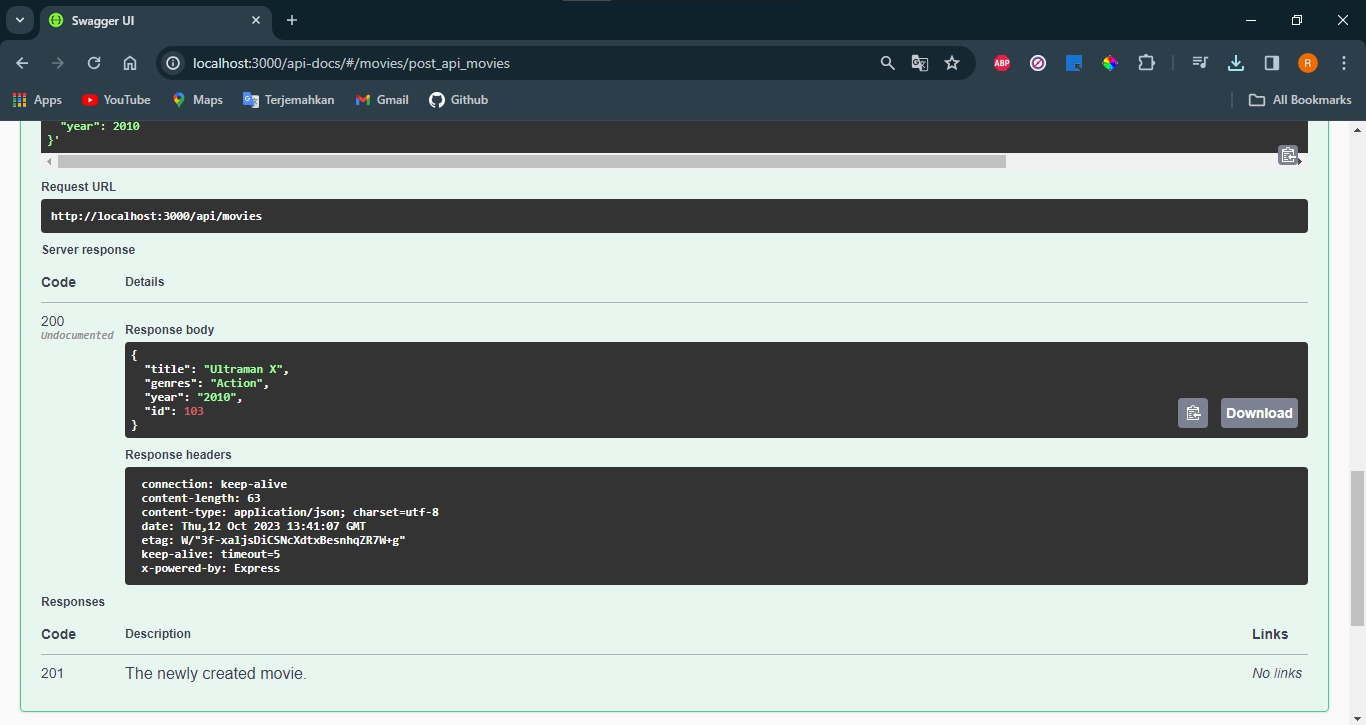 Swagger UI
localhost:3000/api-docs/#/movies/post_api_movies
ABP
R
Apps YouTube Maps Terjemahkan Gmail Github All Bookmarks
"year": 2010
}'
Request URL
http://localhost:3000/api/movies
Server response
Code Details
200
Undocumented
Response body
{
"title": "Ultraman X",
"genres": "Action",
"year": "2010",
"id": 103
}
Download
Response headers
connection: keep-alive
content-length: 63
content-type: application/json; charset=utf-8
date: Thu,12 Oct 2023 13:41:07 GMT
etag: W/"3f-xaljsDiCSNcXdtxBesnhqZR7W+g"
keep-alive: timeout=5
x-powered-by: Express
Responses
Code Description Links
201 The newly created movie. No links